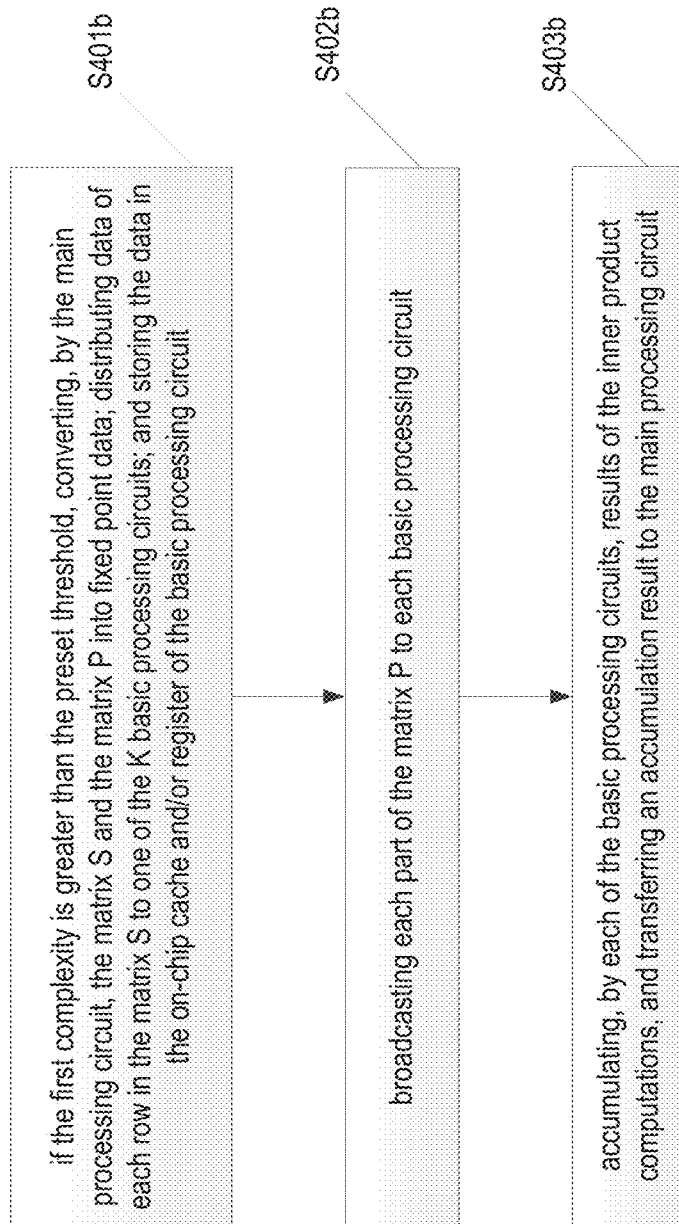 if the first complexity is greater than the preset threshold, converting, by the main
processing circuit, the matrix S and the matrix P into fixed point data; distributing data of
each row in the matrix S to one of the K basic processing circuits; and storing the data in
the on-chip cache and/or register of the basic processing circuit
S401b
broadcasting each part of the matrix P to each basic processing circuit
S402b
accumulating, by each of the basic processing circuits, results of the inner product
computations, and transferring an accumulation result to the main processing circuit
S403b